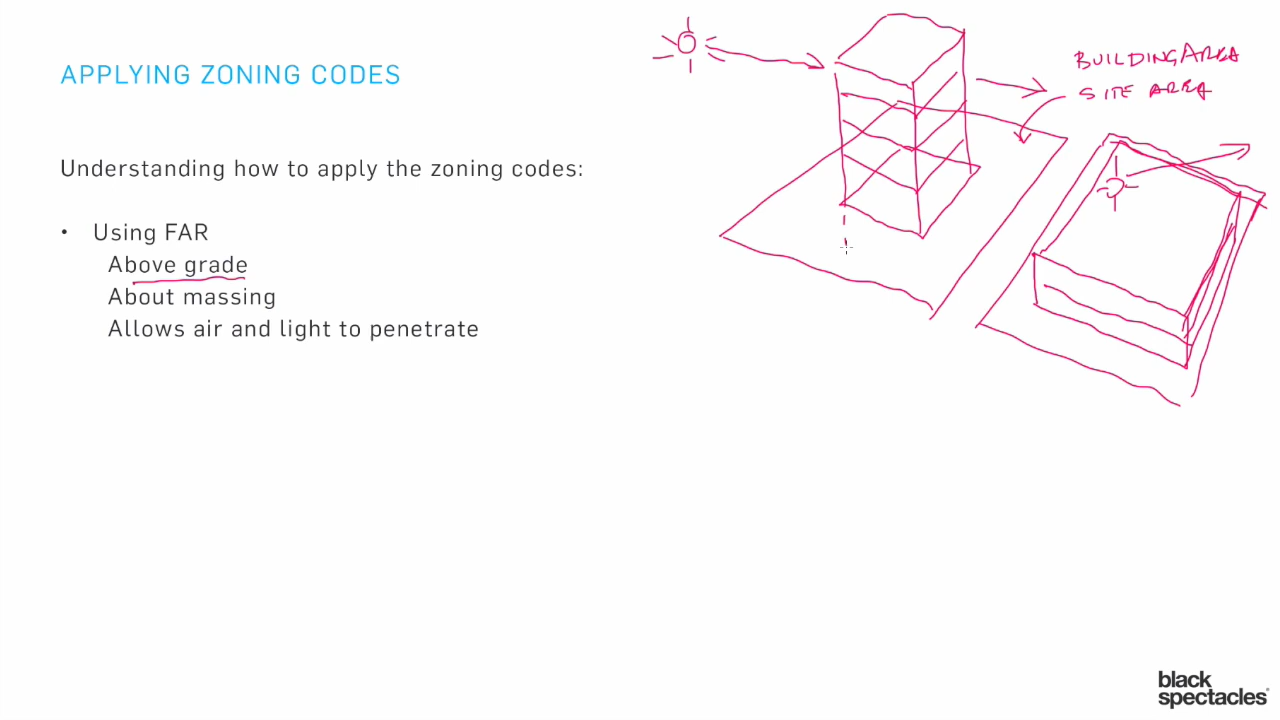 APPLYING ZONING CODES
Understanding how to apply the zoning codes:
• Using FAR
Above grade
About massing
Allows air and light to penetrate
BUILDING AREA
SITE AREA
black
spectacles®